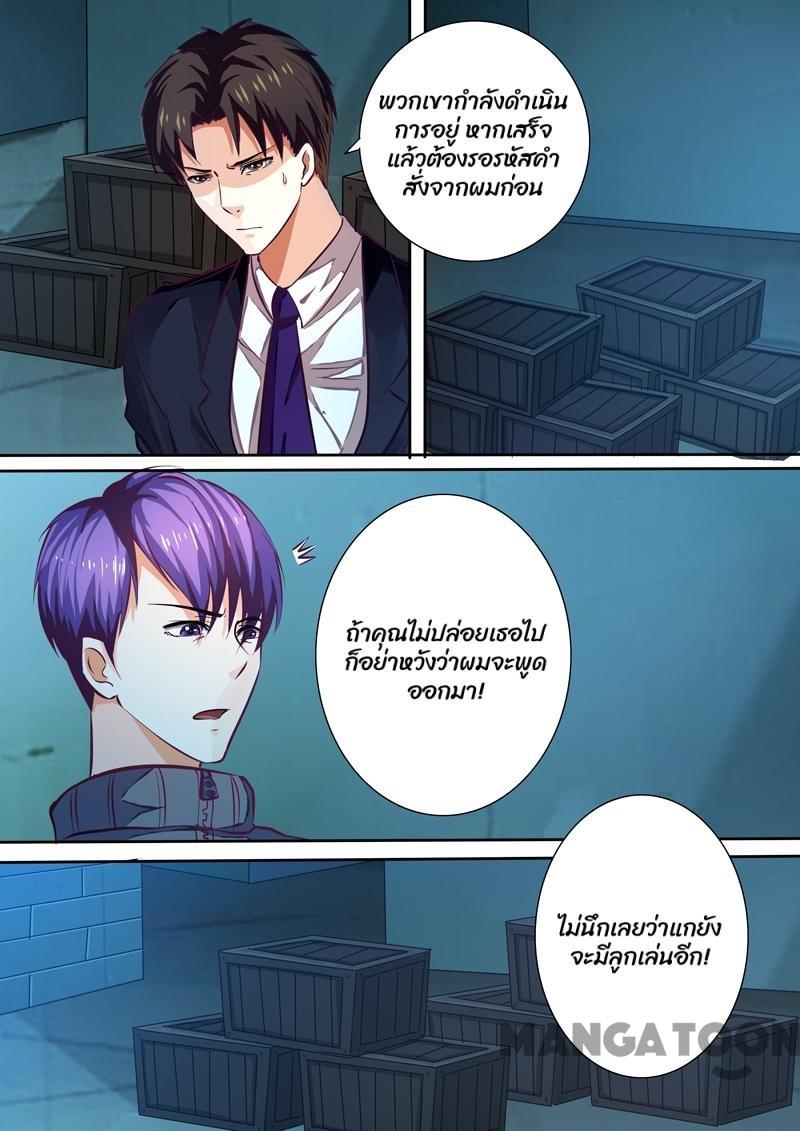 พวกเขากำลังดำเนิน
การอยู่ หากเสร็จ
แล้วต้องรอรหัสคำ
สั่งจากผมก่อน
ถ้าคุณไม่ปล่อยเธอไป
ก็อย่าหวังว่าผมจะพูด
ออกมา!
ไม่นึกเลยว่าแกยัง
จะมีลูกเล่นอีก!
MANGATOON